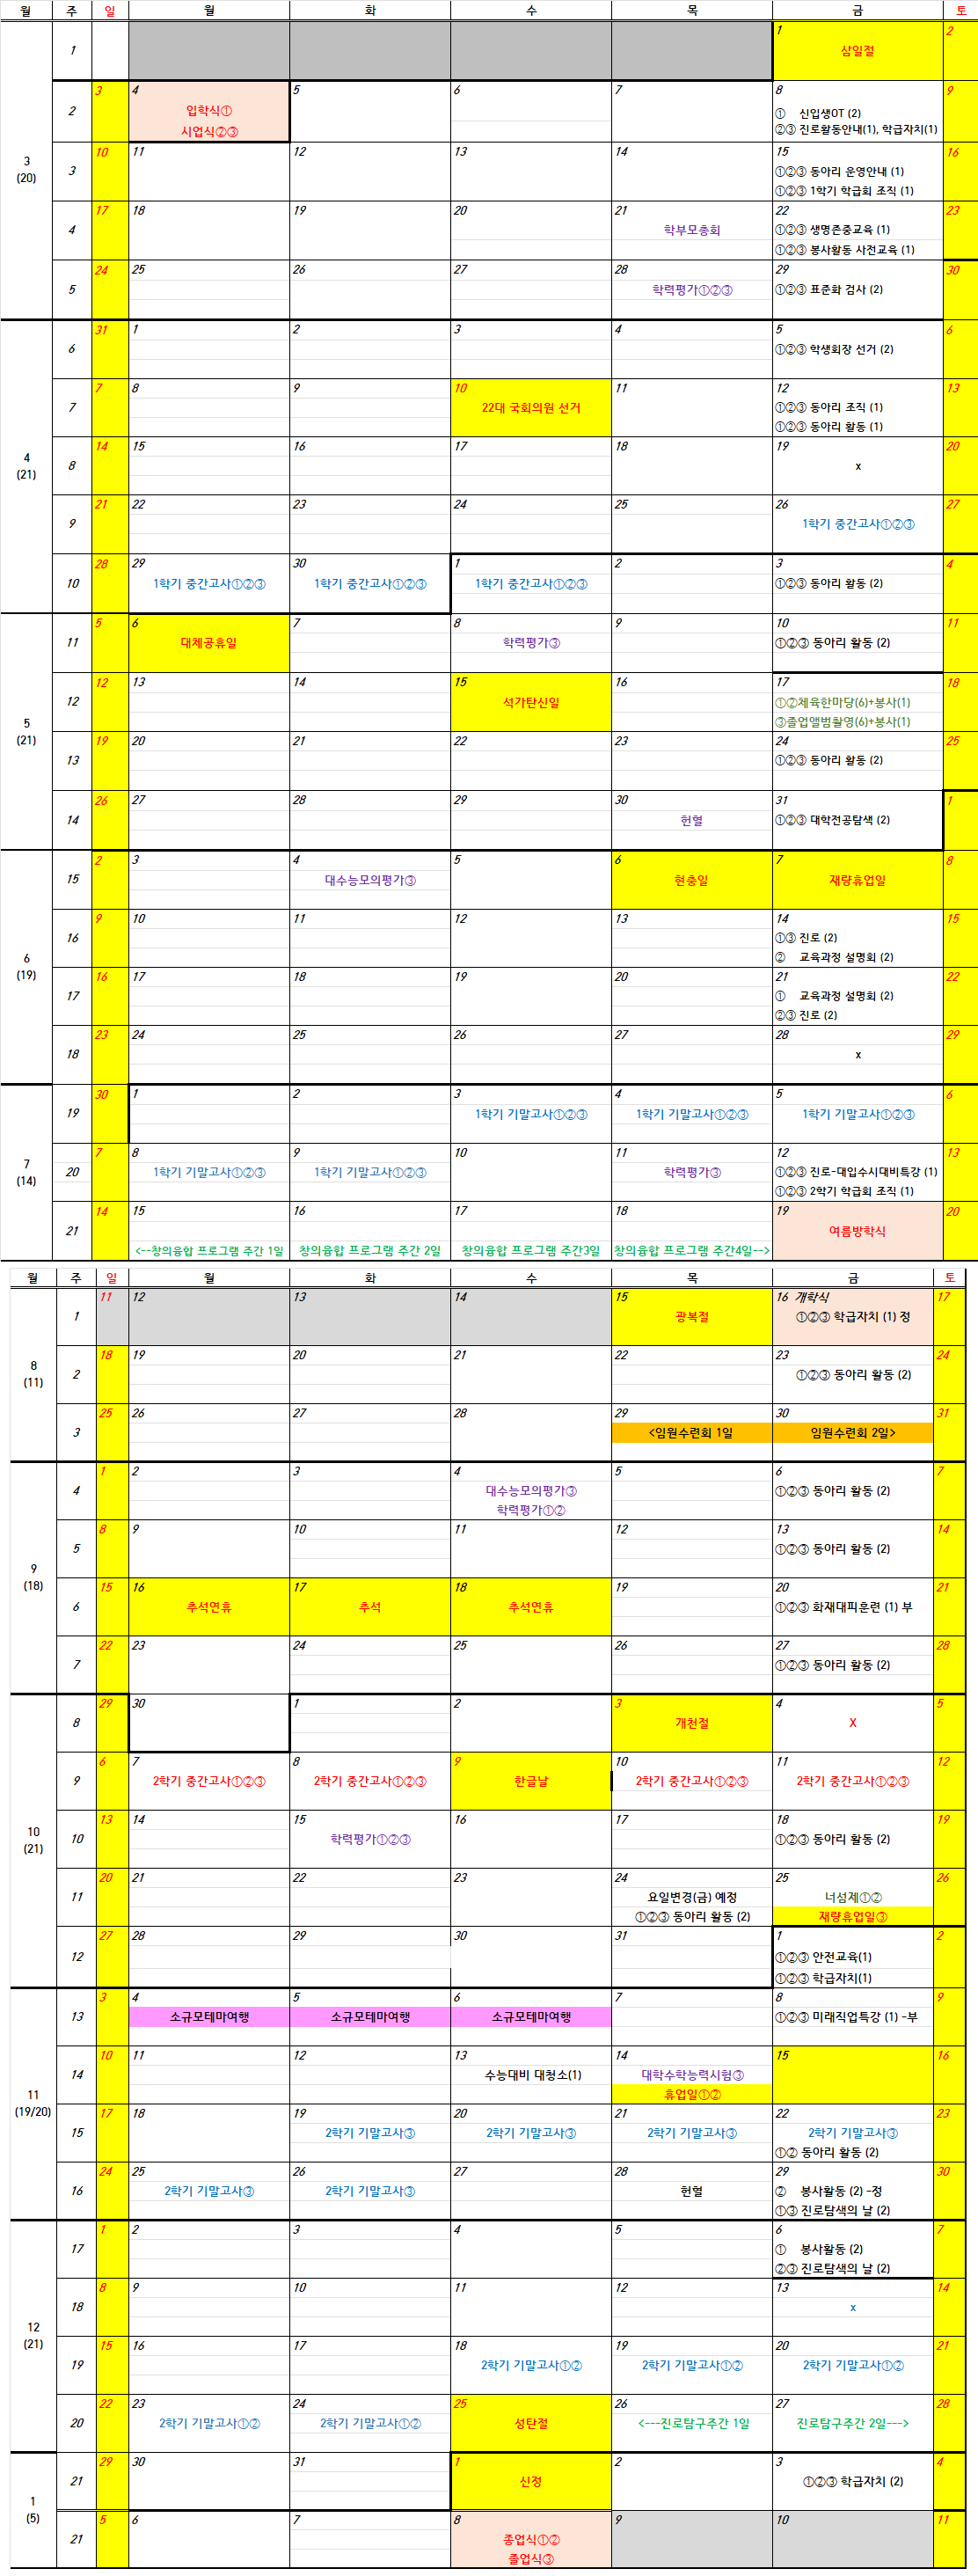 월 주 일 월 화 수 목 금 토
3
(20)
1
1 2
삼일절
2
3 4 5 6 7 8 9
입학식①
시업식②③
① 신입생OT (2)
②③ 진로활동안내(1), 학급자치(1)
3
10 11 12 13 14 15 16
①②③ 동아리 운영안내 (1)
①②③ 1학기 학급회 조직 (1)
4
17 18 19 20 21 22 23
학부모총회
①②③ 생명존중교육 (1)
①②③ 봉사활동 사전교육 (1)
5
24 25 26 27 28 29 30
학력평가①②③
①②③ 표준화 검사 (2)
4
(21)
6
31 1 2 3 4 5 6
①②③ 학생회장 선거 (2)
7
7 8 9 10 11 12 13
22대 국회의원 선거
①②③ 동아리 조직 (1)
①②③ 동아리 활동 (1)
8
14 15 16 17 18 19 20
x
9
21 22 23 24 25 26 27
1학기 중간고사①②③
10
28 29 30 1 2 3 4
1학기 중간고사①②③ 1학기 중간고사①②③ 1학기 중간고사①②③ ①②③ 동아리 활동 (2)
5
(21)
11
5 6 7 8 9 10 11
대체공휴일 학력평가③ ①②③ 동아리 활동 (2)
12
12 13 14 15 16 17 18
석가탄신일
①②체육한마당(6)+봉사(1)
③졸업앨범촬영(6)+봉사(1)
13
19 20 21 22 23 24 25
①②③ 동아리 활동 (2)
14
26 27 28 29 30 31 1
헌혈 ①②③ 대학전공탐색 (2)
6
(19)
15
2 3 4 5 6 7 8
대수능모의평가③ 현충일 재량휴업일
16
9 10 11 12 13 14 15
①③ 진로 (2)
② 교육과정 설명회 (2)
17
16 17 18 19 20 21 22
① 교육과정 설명회 (2)
②③ 진로 (2)
18
23 24 25 26 27 28 29
x
7
(14)
19
30 1 2 3 4 5 6
1학기 기말고사①②③ 1학기 기말고사①②③ 1학기 기말고사①②③
20
7 8 9 10 11 12 13
1학기 기말고사①②③ 1학기 기말고사①②③ 학력평가③ ①②③ 진로-대입수시대비특강 (1)
①②③ 2학기 학급회 조직 (1)
21
14 15 16 17 18 19 20
여름방학식
<--창의융합 프로그램 주간 1일 창의융합 프로그램 주간 2일 창의융합 프로그램 주간3일 창의융합 프로그램 주간4일-->
월 주 일 월 화 수 목 금 토
8
(11)
1
11 12 13 14 15 16 개학식 17
광복절 ①②③ 학급자치 (1) 정
2
18 19 20 21 22 23 24
①②③ 동아리 활동 (2)
3
25 26 27 28 29 30 31
<임원수련회 1일 임원수련회 2일>
9
(18)
4
1 2 3 4 5 6 7
대수능모의평가③ ①②③ 동아리 활동 (2)
학력평가①②
5
8 9 10 11 12 13 14
①②③ 동아리 활동 (2)
6
15 16 17 18 19 20 21
추석연휴 추석 추석연휴 ①②③ 화재대피훈련 (1) 부
7
22 23 24 25 26 27 28
①②③ 동아리 활동 (2)
10
(21)
8
29 30 1 2 3 4 5
개천절 X
9
6 7 8 9 10 11 12
2학기 중간고사①②③ 2학기 중간고사①②③ 한글날 2학기 중간고사①②③ 2학기 중간고사①②③
10
13 14 15 16 17 18 19
학력평가①②③ ①②③ 동아리 활동 (2)
11
20 21 22 23 24 25 26
요일변경(금) 예정 너섬제①②
①②③ 동아리 활동 (2) 재량휴업일③
12
27 28 29 30 31 1 2
①②③ 안전교육(1)
①②③ 학급자치(1)
11
(19/20)
13
3 4 5 6 7 8 9
소규모테마여행 소규모테마여행 소규모테마여행 ①②③ 미래직업특강 (1) -부
14
10 11 12 13 14 15 16
수능대비 대청소(1) 대학수학능력시험③
휴업일①②
15
17 18 19 20 21 22 23
2학기 기말고사③ 2학기 기말고사③ 2학기 기말고사③ 2학기 기말고사③
①② 동아리 활동 (2)
16
24 25 26 27 28 29 30
2학기 기말고사③ 2학기 기말고사③ 헌혈 ② 봉사활동 (2) -정
①③ 진로탐색의 날 (2)
12
(21)
17
1 2 3 4 5 6 7
① 봉사활동 (2)
②③ 진로탐색의 날 (2)
18
8 9 10 11 12 13 14
x
19
15 16 17 18 19 20 21
2학기 기말고사①② 2학기 기말고사①② 2학기 기말고사①②
20
22 23 24 25 26 27 28
2학기 기말고사①② 2학기 기말고사①② 성탄절 <---진로탐구주간 1일 진로탐구주간 2일--->
1
(5)
21
29 30 31 1 2 3 4
신정 ①②③ 학급자치 (2)
21
5 6 7 8 9 10 11
종업식①②
졸업식③